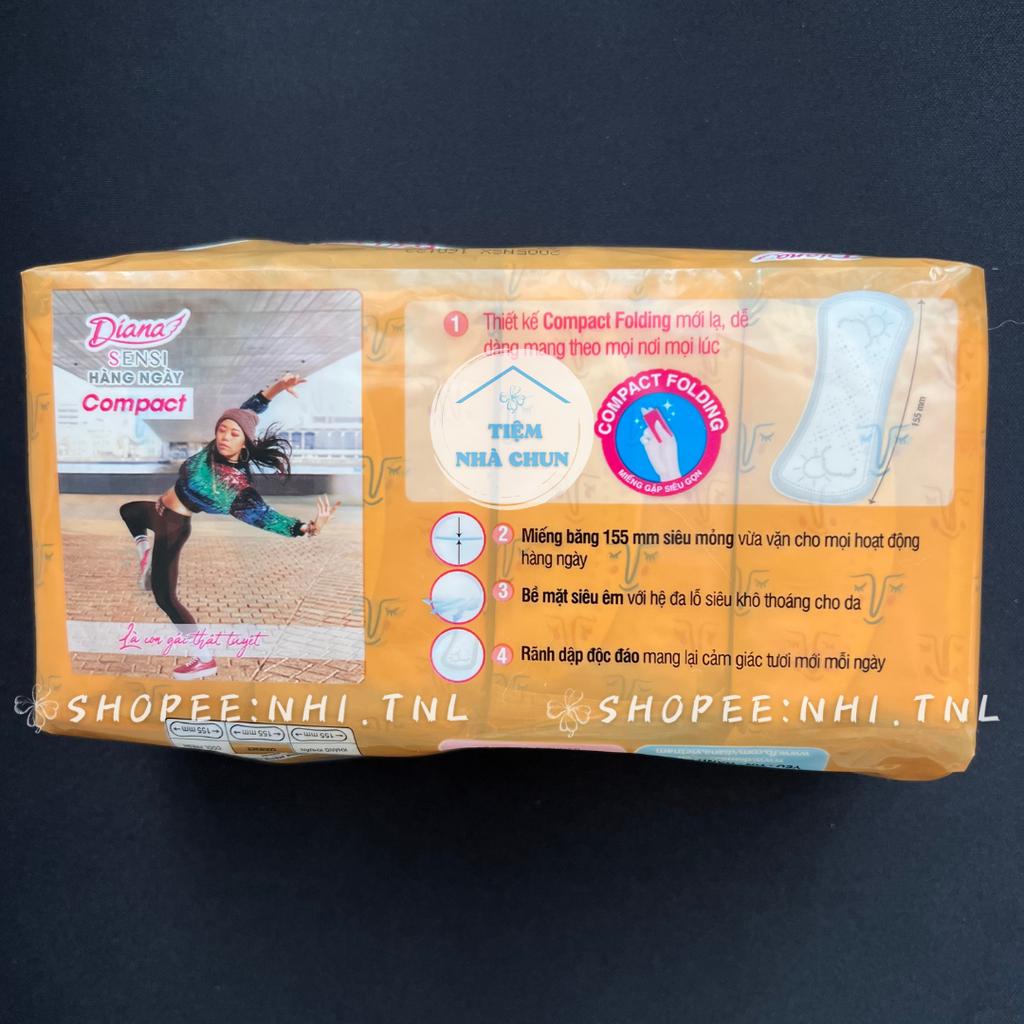 Diana
Diana
SENSI
HÀNG NGÀY
Compact
Là con gái thật tuyệt
1 Thiết kế Compact Folding mới lạ, dễ
dàng mang theo mọi nơi mọi lúc
COMPACT FOLDING
MIẾNG GẤP SIÊU GỌN
155 mm
TIỆM
NHÀ CHUN
2 Miếng băng 155 mm siêu mỏng vừa vặn cho mọi hoạt động
hàng ngày
3 Bề mặt siêu êm với hệ đa lỗ siêu khô thoáng cho da
4 Rãnh dập độc đáo mang lại cảm giác tươi mới mỗi ngày
SHOPEE:NHI.TNL
SHOPEE:NHI.TNL
155 mm
155 mm
155 mm